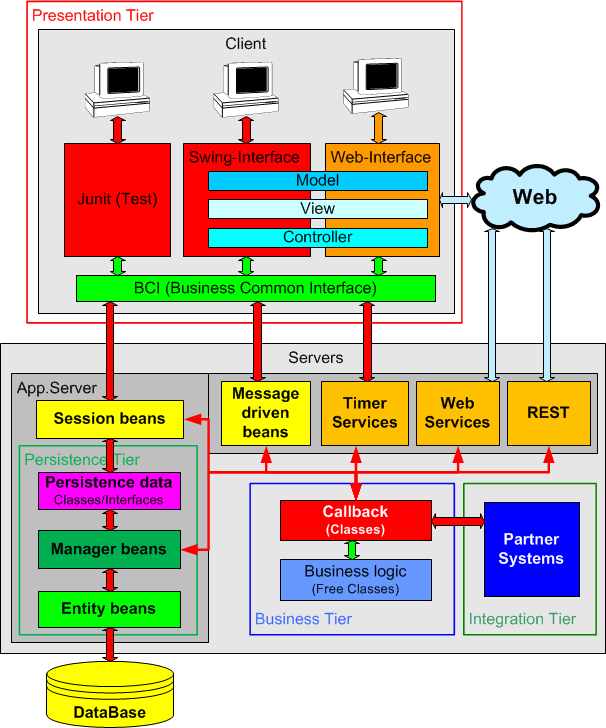 Presentation Tier
Client
Junit (Test)
Swing-Interface
Web-Interface
Model
View
Controller
Web
BCI (Business Common Interface)
Servers
App.Server
Session beans
Message
driven
beans
Timer
Services
Web
Services
REST
Persistence Tier
Persistence data
Classes/Interfaces
Manager beans
Entity beans
Callback
(Classes)
Business logic
(Free Classes)
Business Tier
Partner
Systems
Integration Tier
DataBase